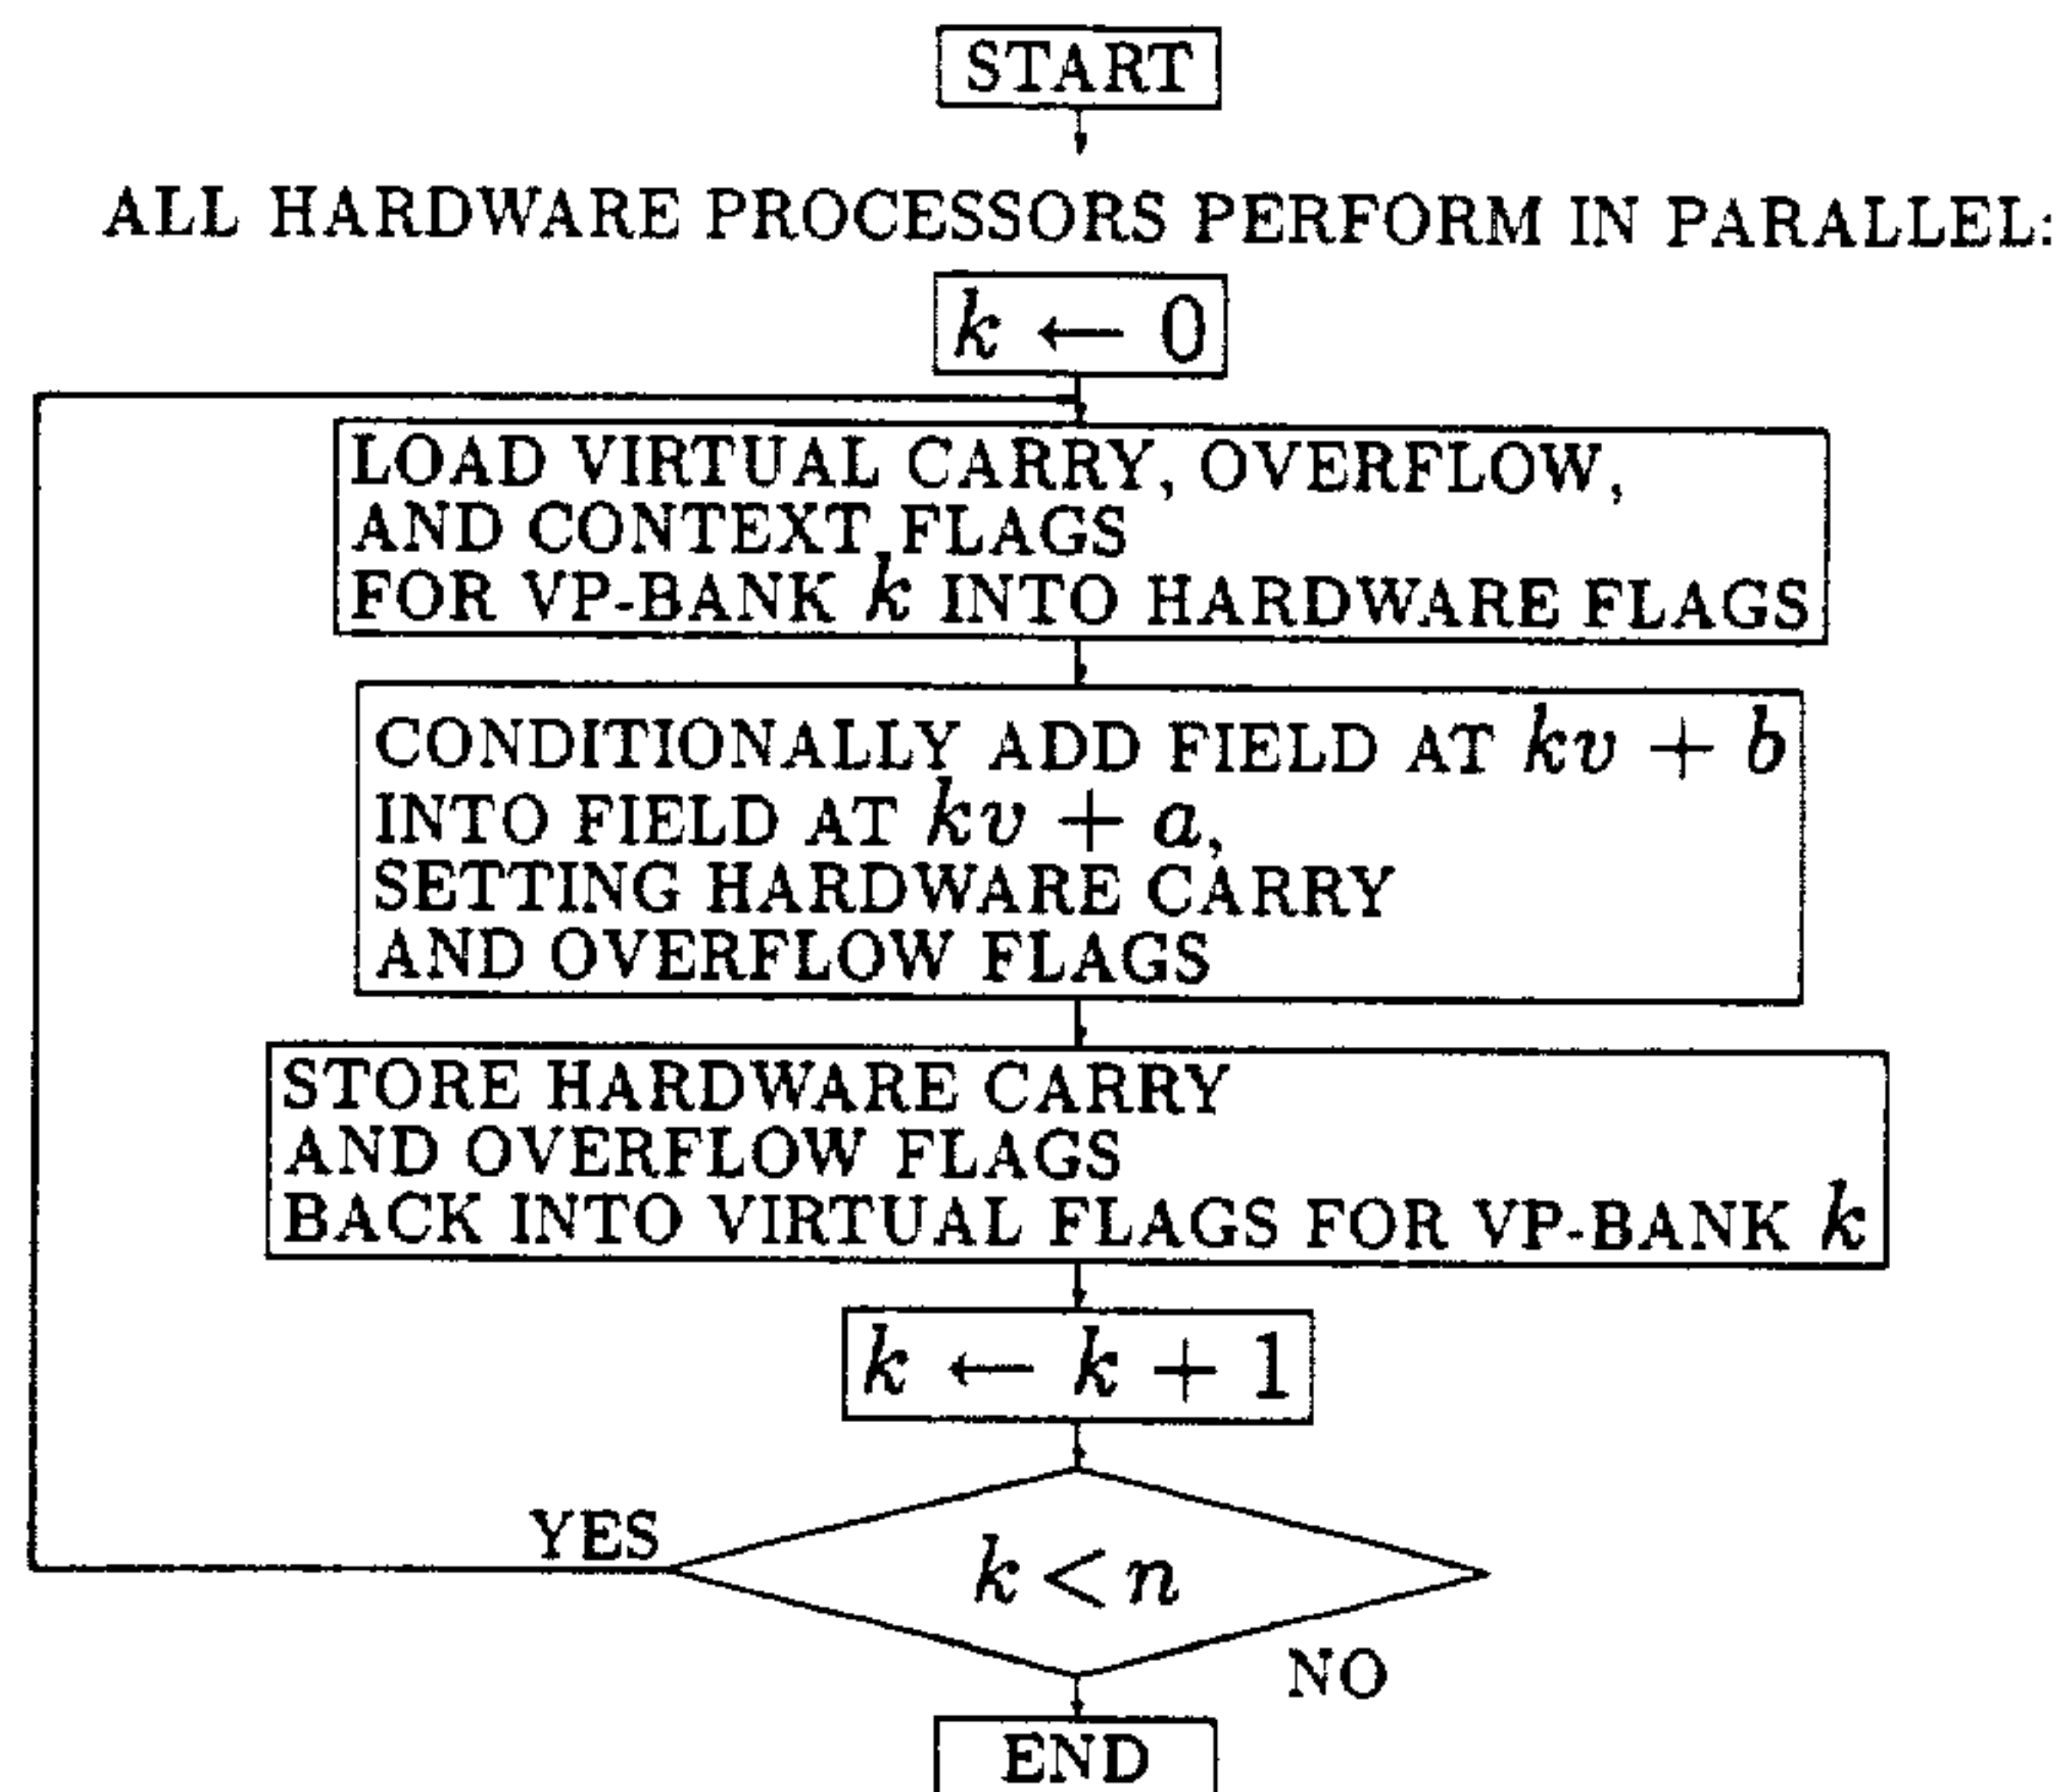 START
ALL HARDWARE PROCESSORS PERFORM IN PARALLEL:
k ← 0
LOAD VIRTUAL CARRY, OVERFLOW,
AND CONTEXT FLAGS
FOR VP-BANK k INTO HARDWARE FLAGS
CONDITIONALLY ADD FIELD AT kv + b
INTO FIELD AT kv + a,
SETTING HARDWARE CARRY
AND OVERFLOW FLAGS
STORE HARDWARE CARRY
AND OVERFLOW FLAGS
BACK INTO VIRTUAL FLAGS FOR VP-BANK k
k ← k + 1
YES
k < n
NO
END